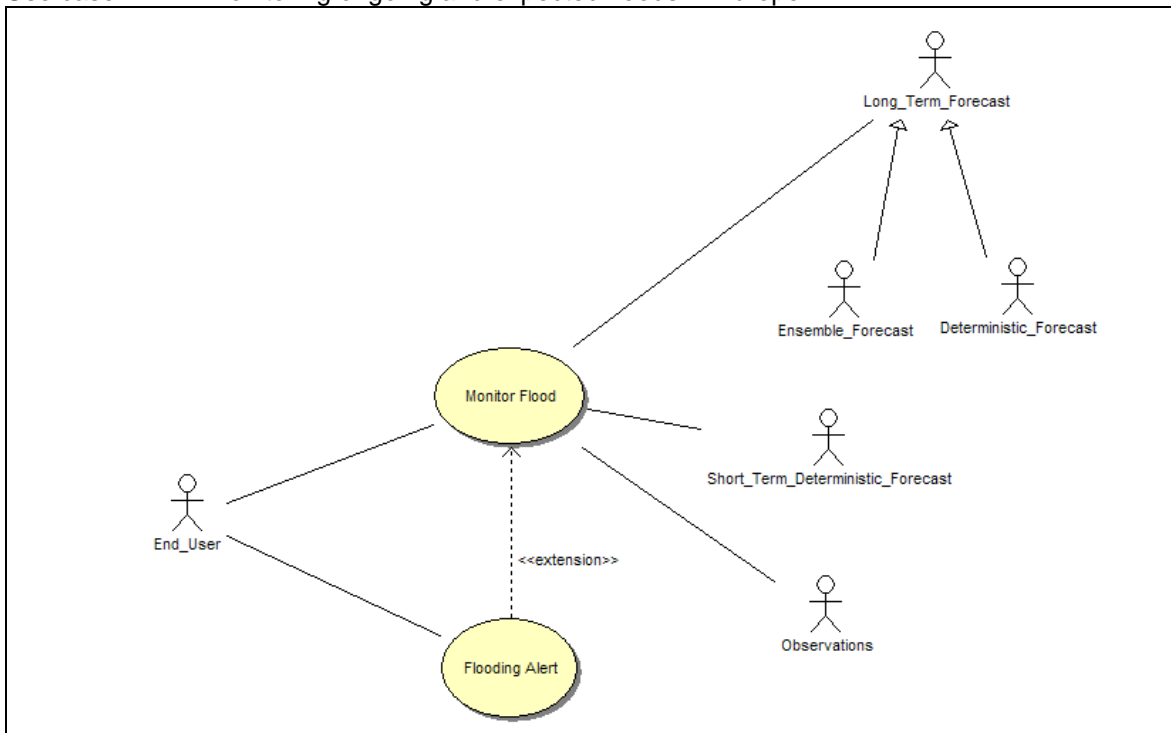 Long_Term_Forecast
Ensemble_Forecast
Deterministic_Forecast
Monitor Flood
Short_Term_Deterministic_Forecast
End_User
<<extension>>
Observations
Flooding Alert